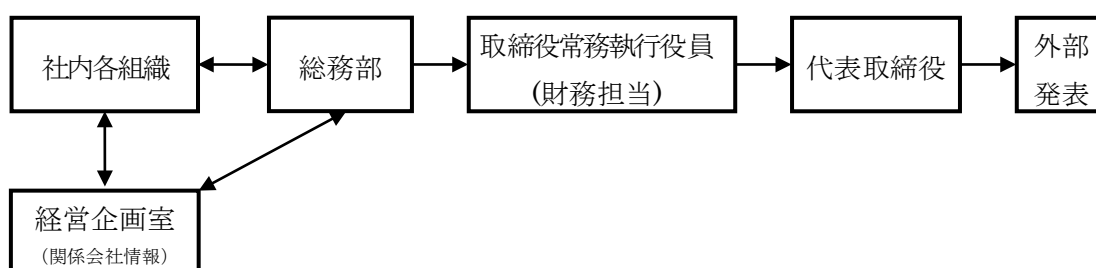 社内各組織
総務部
取締役常務執行役員
(財務担当)
代表取締役
外部
発表
経営企画室
(関係会社情報)